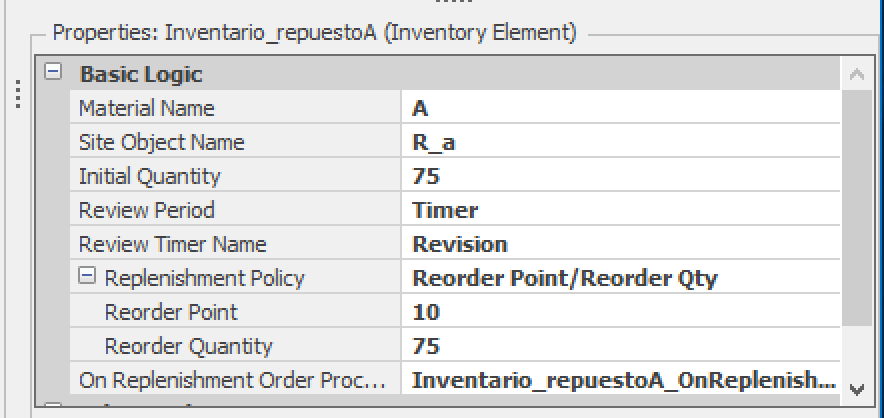 Properties: Inventario_repuestoA (Inventory Element)
Basic Logic
Material Name A
Site Object Name R_a
Initial Quantity 75
Review Period Timer
Review Timer Name Revision
Replenishment Policy Reorder Point/Reorder Qty
Reorder Point 10
Reorder Quantity 75
On Replenishment Order Proc... Inventario_repuestoA_OnReplenish...